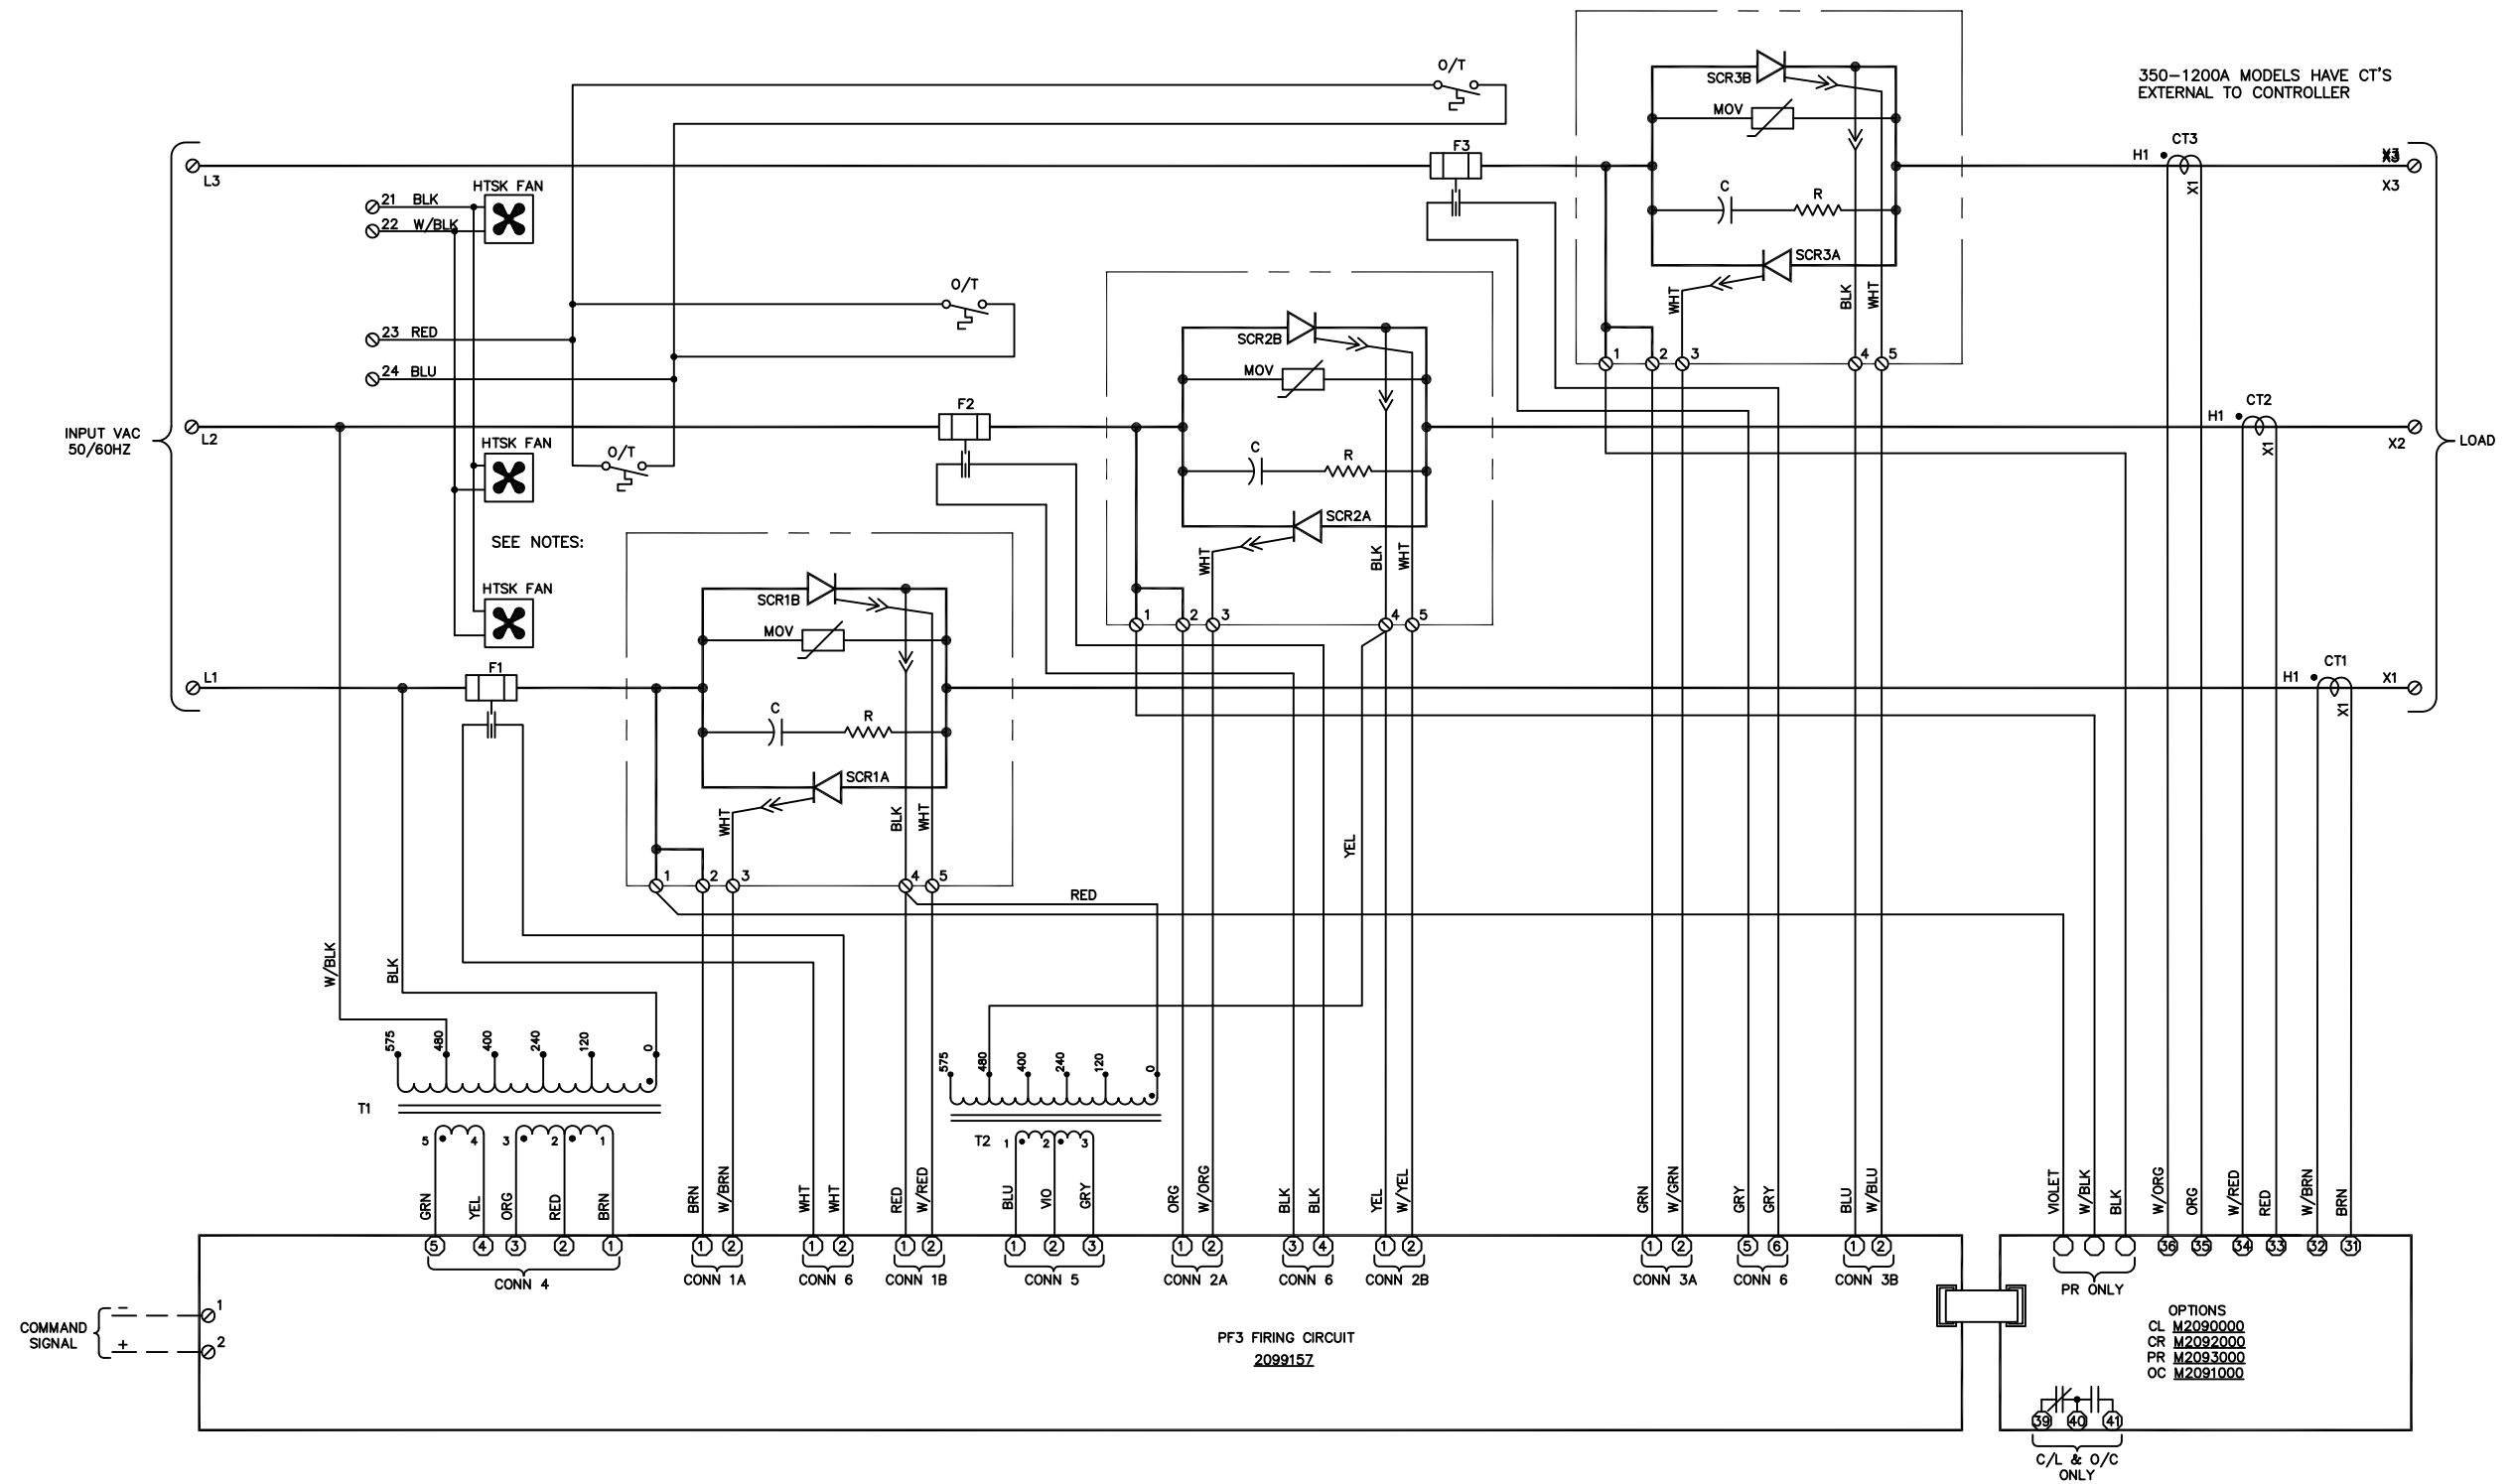 350-1200A MODELS HAVE CT'S
EXTERNAL TO CONTROLLER
O/T
SCR3B
MOV
C
R
SCR3A
WHT
BLK
WHT
1
2
3
4
5
F3
CT3
H1
X1
X3
L3
21 BLK
22 W/BLK
HTSK FAN
O/T
23 RED
24 BLU
INPUT VAC
50/60HZ
L2
HTSK FAN
O/T
F2
SCR2B
MOV
C
R
SCR2A
WHT
BLK
WHT
1
2
3
4
5
CT2
H1
X1
X2
LOAD
SEE NOTES:
HTSK FAN
L1
F1
SCR1B
MOV
C
R
SCR1A
WHT
BLK
WHT
1
2
3
4
5
CT1
H1
X1
X1
YEL
RED
W/BLK
BLK
575
480
400
240
120
0
T1
5
4
3
2
1
575
480
400
240
120
0
T2
1
2
3
GRN
YEL
ORG
RED
BRN
BRN
W/BRN
WHT
WHT
RED
W/RED
BLU
VIO
GRY
ORG
W/ORG
BLK
BLK
YEL
W/YEL
GRN
W/GRN
GRY
GRY
BLU
W/BLU
VIOLET
W/BLK
BLK
W/ORG
ORG
W/RED
RED
W/BRN
BRN
5 4 3 2 1
1 2
1 2
1 2
1 2 3
1 2
3 4
1 2
1 2
5 6
1 2
36 35 34 33 32 31
CONN 4
CONN 1A
CONN 6
CONN 1B
CONN 5
CONN 2A
CONN 6
CONN 2B
CONN 3A
CONN 6
CONN 3B
PR ONLY
COMMAND
SIGNAL
-
+
1
2
PF3 FIRING CIRCUIT
2099157
OPTIONS
CL M2090000
CR M2092000
PR M2093000
OC M2091000
39 40 41
C/L & O/C
ONLY